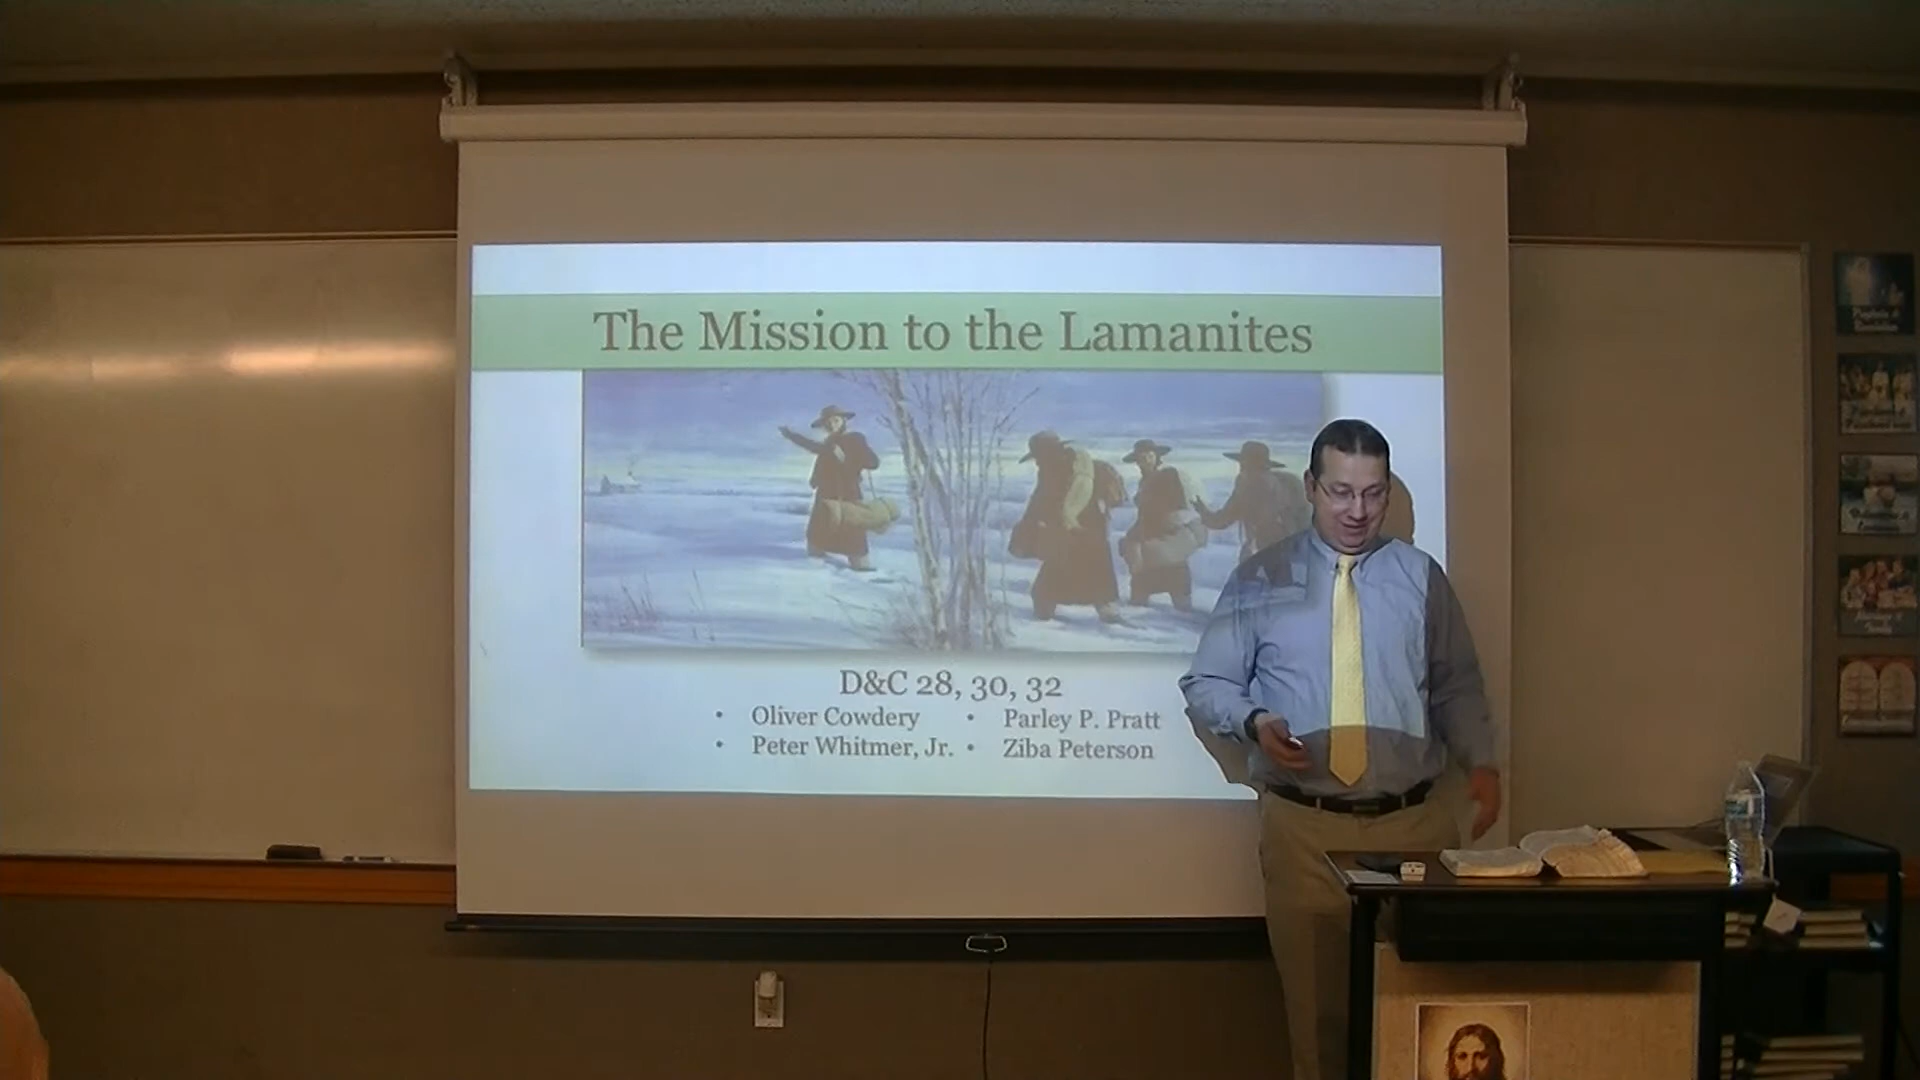 The Mission to the Lamanites
D&C 28, 30, 32
• Oliver Cowdery • Parley P. Pratt
• Peter Whitmer, Jr. • Ziba Peterson